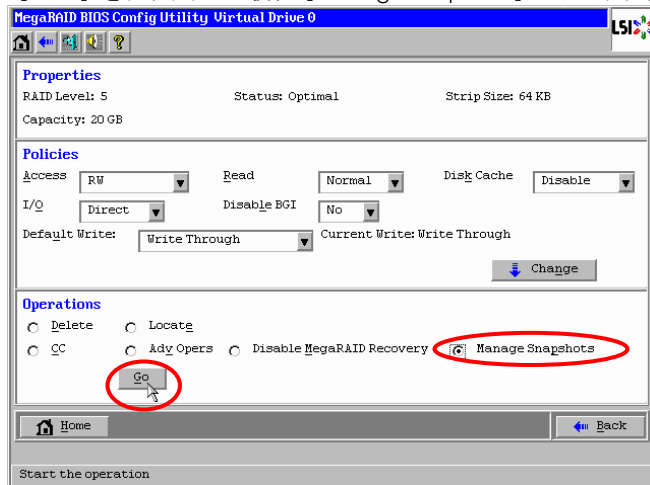 MegaRAID BIOS Config Utility Virtual Drive 0
LSI
Properties
RAID Level: 5 Status: Optimal Strip Size: 64 KB
Capacity: 20 GB
Policies
Access RW Read Normal Disk Cache Disable
I/O Direct Disable BGI No
Default Write: Write Through Current Write: Write Through
Change
Operations
Delete Locate
CC Adv Opers Disable MegaRAID Recovery Manage Snapshots
Go
Home Back
Start the operation